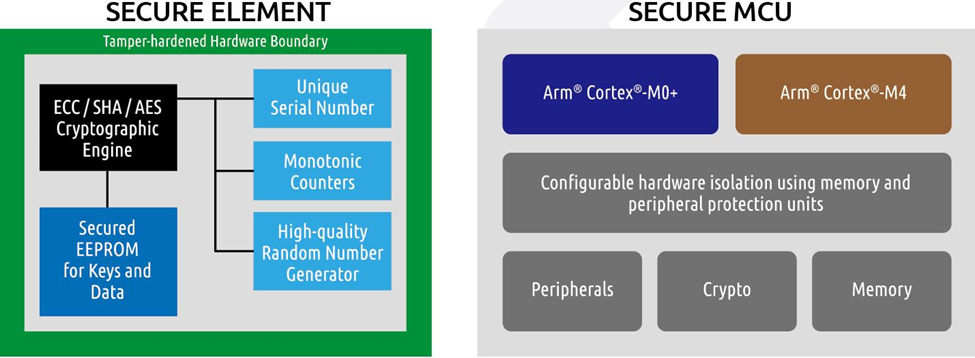 SECURE ELEMENT
Tamper-hardened Hardware Boundary
ECC / SHA / AES
Cryptographic
Engine
Unique
Serial Number
Monotonic
Counters
Secured
EEPROM
for Keys and
Data
High-quality
Random Number
Generator
SECURE MCU
Arm® Cortex®-M0+
Arm® Cortex®-M4
Configurable hardware isolation using memory and
peripheral protection units
Peripherals
Crypto
Memory